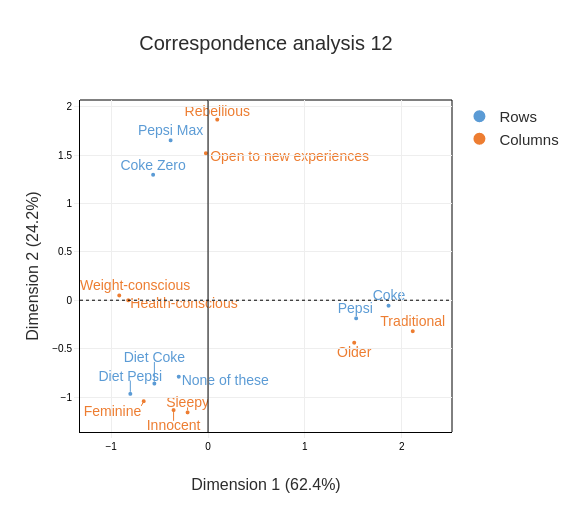 Correspondence analysis 12
Rows
Columns
Dimension 2 (24.2%)
2
1.5
1
0.5
0
−0.5
−1
Rebellious
Pepsi Max
Open to new experiences
Coke Zero
Weight-conscious
Health-conscious
Coke
Pepsi
Traditional
Older
Diet Coke
Diet Pepsi
None of these
Sleepy
Feminine
Innocent
−1
0
1
2
Dimension 1 (62.4%)